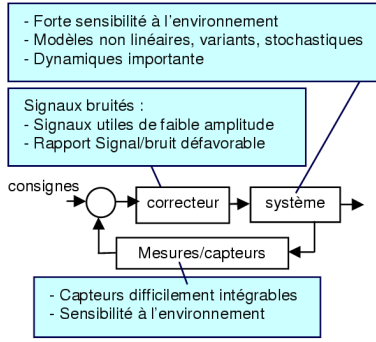 - Forte sensibilité à l'environnement
- Modèles non linéaires, variants, stochastiques
- Dynamiques importante
Signaux bruités :
- Signaux utiles de faible amplitude
- Rapport Signal/bruit défavorable
consignes
correcteur
système
Mesures/capteurs
- Capteurs difficilement intégrables
- Sensibilité à l'environnement